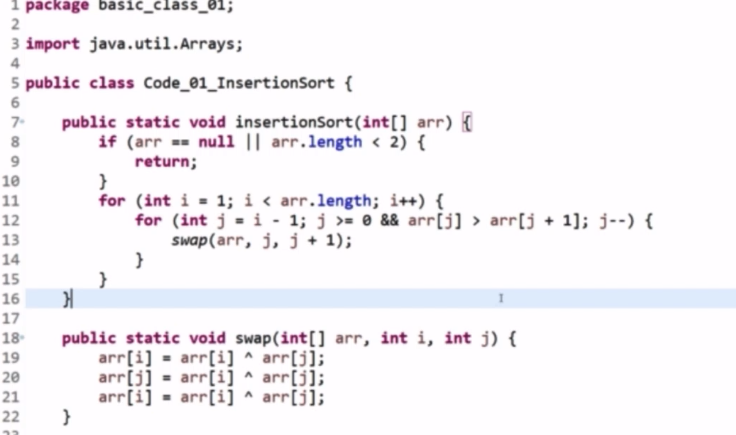 1 package basic_class_01;
2
3 import java.util.Arrays;
4
5 public class Code_01_InsertionSort {
6
7 public static void insertionSort(int[] arr) {
8 if (arr == null || arr.length < 2) {
9 return;
10 }
11 for (int i = 1; i < arr.length; i++) {
12 for (int j = i - 1; j >= 0 && arr[j] > arr[j + 1]; j--) {
13 swap(arr, j, j + 1);
14 }
15 }
16 }
17
18 public static void swap(int[] arr, int i, int j) {
19 arr[i] = arr[i] ^ arr[j];
20 arr[j] = arr[i] ^ arr[j];
21 arr[i] = arr[i] ^ arr[j];
22 }